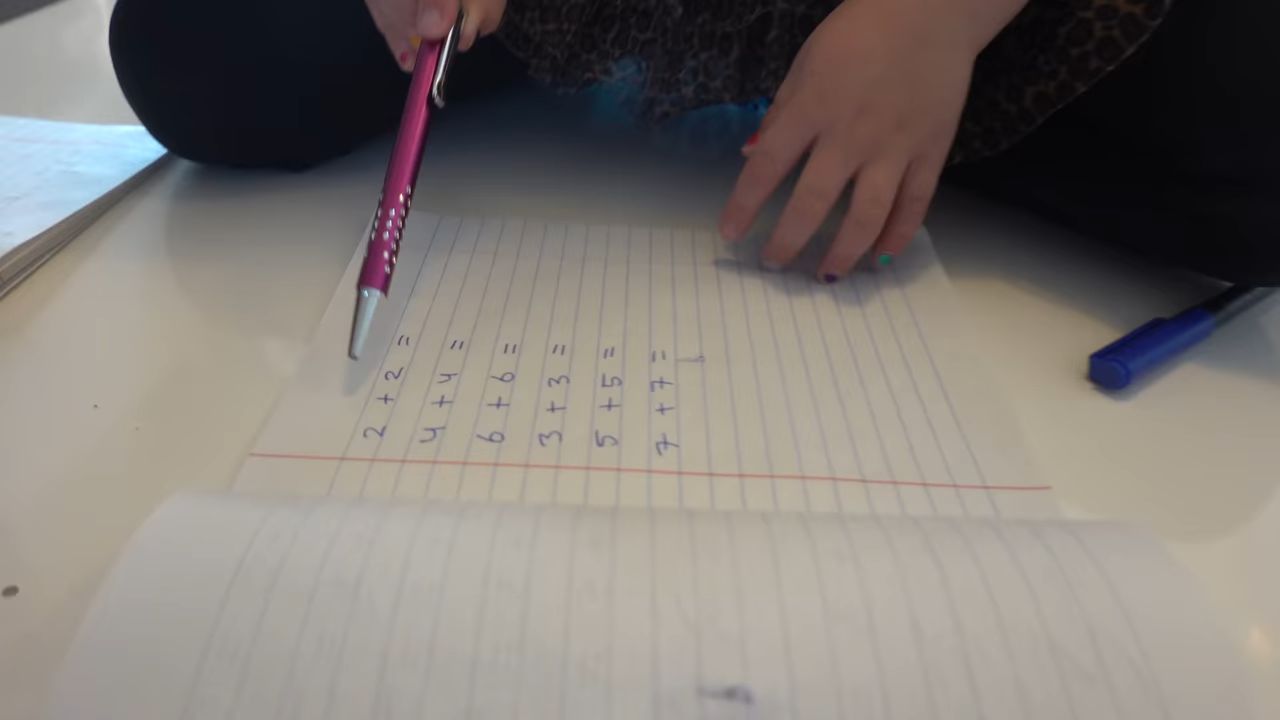 2 + 2 =
4 + 4 =
6 + 6 =
3 + 3 =
5 + 5 =
7 + 7 =